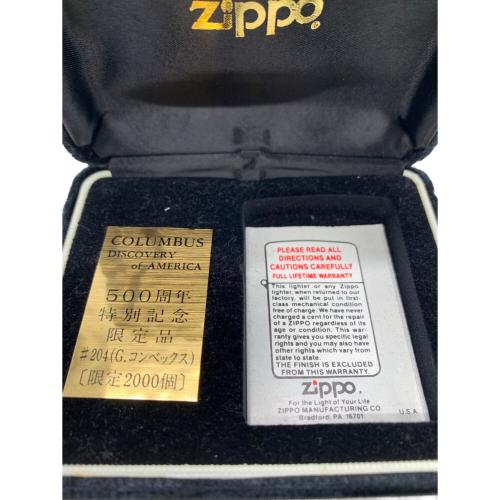 Zippo®
COLUMBUS
DISCOVERY
of AMERICA
500周年
特別記念
限定品
#204(G.コンベックス)
〔限定2000個〕
PLEASE READ ALL
DIRECTIONS AND
CAUTIONS CAREFULLY
FULL LIFETIME WARRANTY
This lighter or any Zippo
lighter, when returned to our
factory, will be put in first-
class mechanical condition
free of charge. We have never
charged a cent for the repair
of a ZIPPO regardless of its
age or condition. This war-
ranty gives you specific legal
rights and you may also have
other rights which vary from
state to state.
THE FINISH IS EXCLUDED
FROM THIS WARRANTY.
Zippo®
For the Light of Your Life
ZIPPO MANUFACTURING CO
Bradford, PA 16701
U.S.A